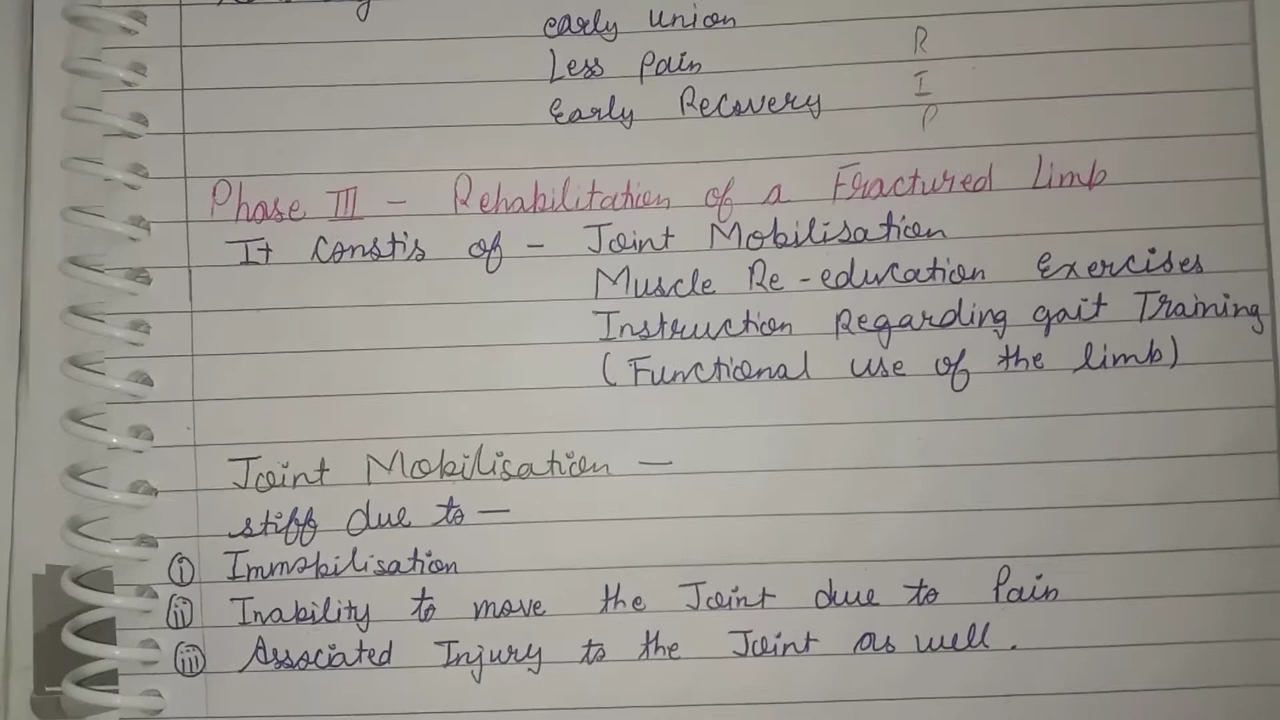 early union
Less Pain R
I
Early Recovery P
Phase III - Rehabilitation of a Fractured Limb
It constis of - Joint Mobilisation
Muscle Re-education Exercises
Instruction Regarding gait Training
(Functional use of the limb)
Joint Mobilisation -
stiff due to -
(i) Immobilisation
(ii) Inability to move the Joint due to Pain
(iii) Associated Injury to the Joint as well.